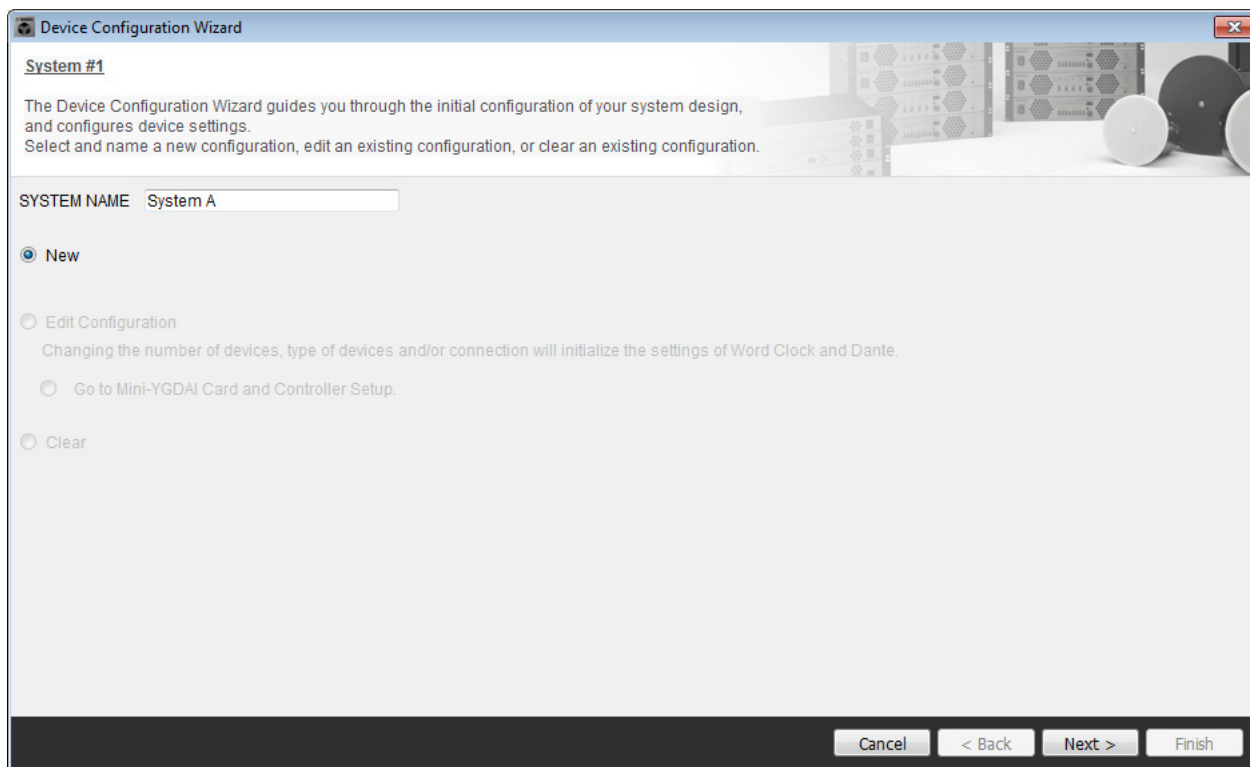 Device Configuration Wizard
System #1
The Device Configuration Wizard guides you through the initial configuration of your system design,
and configures device settings.
Select and name a new configuration, edit an existing configuration, or clear an existing configuration.
SYSTEM NAME System A
New
Edit Configuration
Changing the number of devices, type of devices and/or connection will initialize the settings of Word Clock and Dante.
Go to Mini-YGDAI Card and Controller Setup.
Clear
Cancel < Back Next > Finish